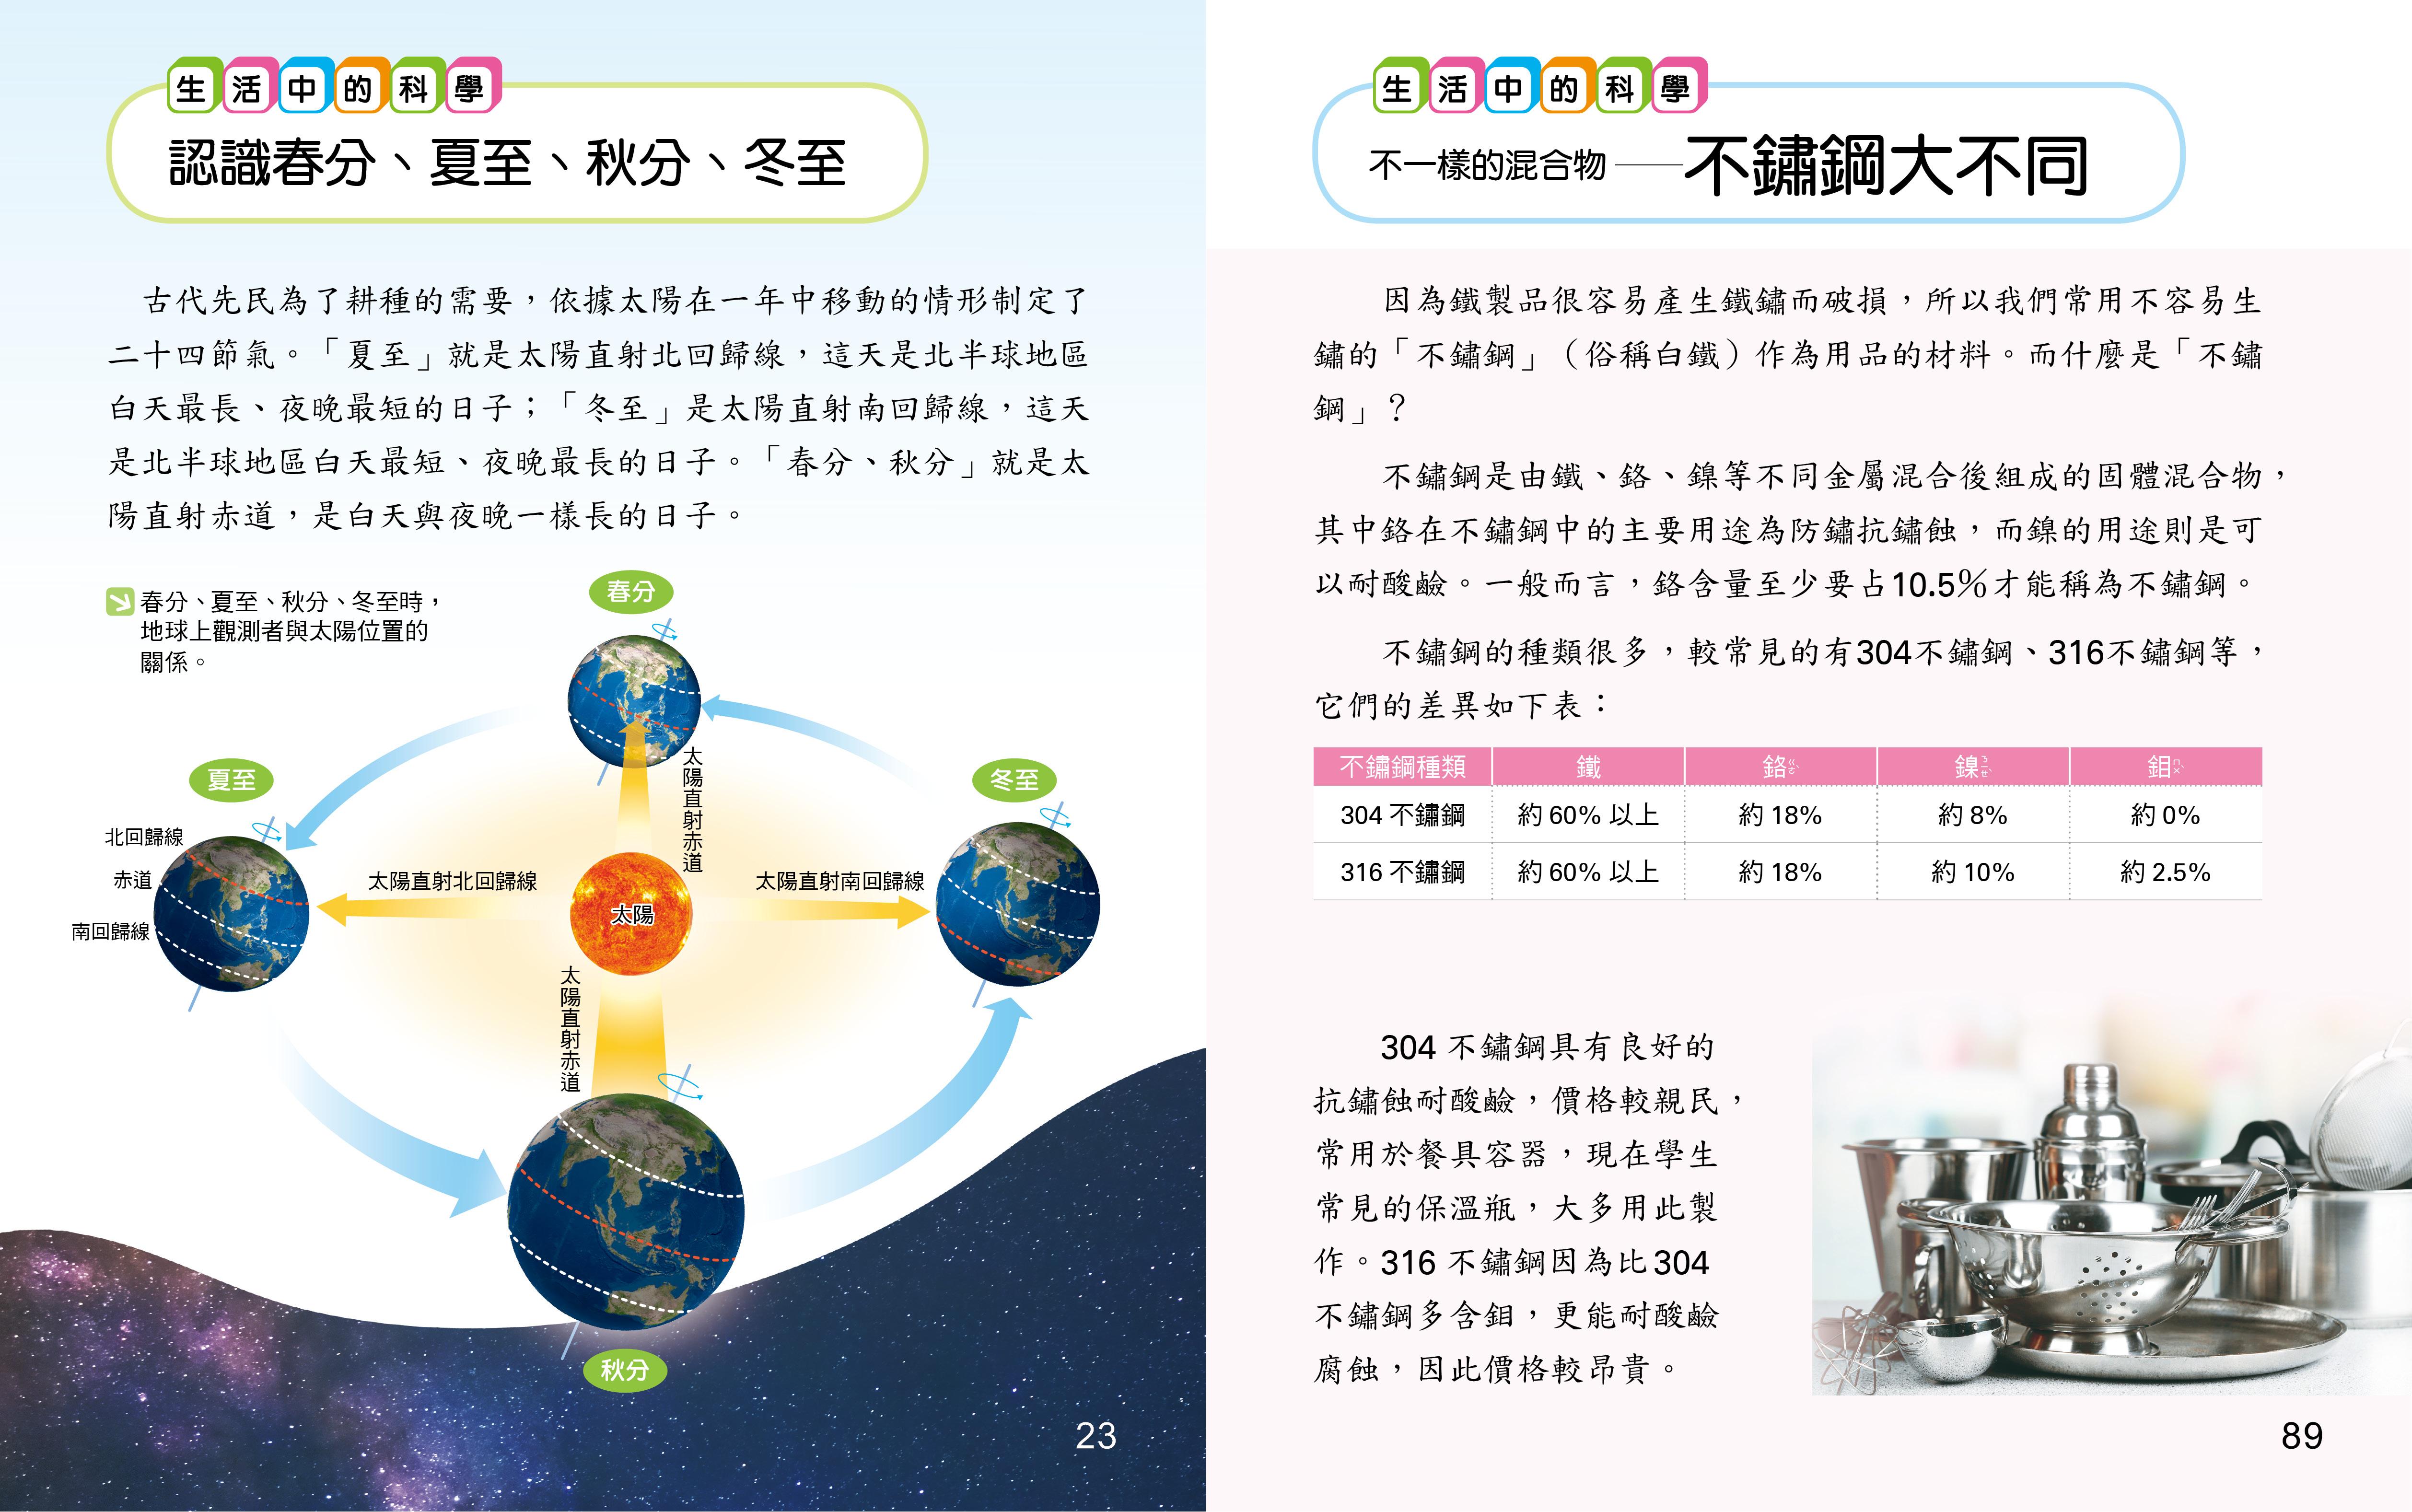 生活中的科學
認識春分、夏至、秋分、冬至
古代先民為了耕種的需要，依據太陽在一年中移動的情形制定了
二十四節氣。「夏至」就是太陽直射北回歸線，這天是北半球地區
白天最長、夜晚最短的日子；「冬至」是太陽直射南回歸線，這天
是北半球地區白天最短、夜晚最長的日子。「春分、秋分」就是太
陽直射赤道，是白天與夜晚一樣長的日子。
春分、夏至、秋分、冬至時，
地球上觀測者與太陽位置的
關係。
春分
夏至
冬至
太陽直射赤道
北回歸線
赤道
南回歸線
太陽直射北回歸線
太陽
太陽直射南回歸線
太陽直射赤道
秋分
23
生活中的科學
不一樣的混合物——不鏽鋼大不同
因為鐵製品很容易產生鐵鏽而破損，所以我們常用不容易生
鏽的「不鏽鋼」（俗稱白鐵）作為用品的材料。而什麼是「不鏽
鋼」？
不鏽鋼是由鐵、鉻、鎳等不同金屬混合後組成的固體混合物，
其中鉻在不鏽鋼中的主要用途為防鏽抗鏽蝕，而鎳的用途則是可
以耐酸鹼。一般而言，鉻含量至少要占10.5％才能稱為不鏽鋼。
不鏽鋼的種類很多，較常見的有304不鏽鋼、316不鏽鋼等，
它們的差異如下表：
不鏽鋼種類 鐵 鉻ㄍㄜˋ 鎳ㄋㄧㄝˋ 鉬ㄇㄨˋ
304 不鏽鋼 約 60% 以上 約 18% 約 8% 約 0%
316 不鏽鋼 約 60% 以上 約 18% 約 10% 約 2.5%
304 不鏽鋼具有良好的
抗鏽蝕耐酸鹼，價格較親民，
常用於餐具容器，現在學生
常見的保溫瓶，大多用此製
作。316 不鏽鋼因為比304
不鏽鋼多含鉬，更能耐酸鹼
腐蝕，因此價格較昂貴。
89